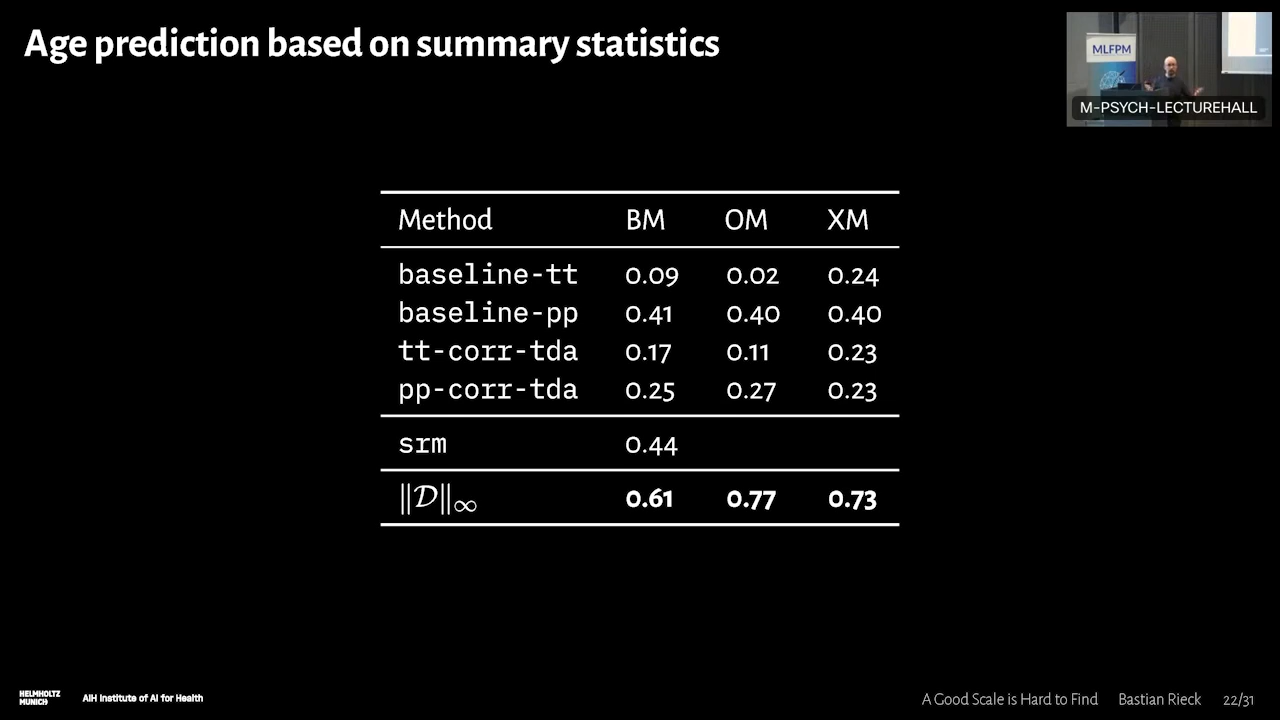 Age prediction based on summary statistics
MLFPM
M-PSYCH-LECTUREHALL
Method BM OM XM
baseline-tt 0.09 0.02 0.24
baseline-pp 0.41 0.40 0.40
tt-corr-tda 0.17 0.11 0.23
pp-corr-tda 0.25 0.27 0.23
srm 0.44
‖𝒟‖∞ 0.61 0.77 0.73
HELMHOLTZ
MUNICH
AIH Institute of AI for Health
A Good Scale is Hard to Find Bastian Rieck 22/31